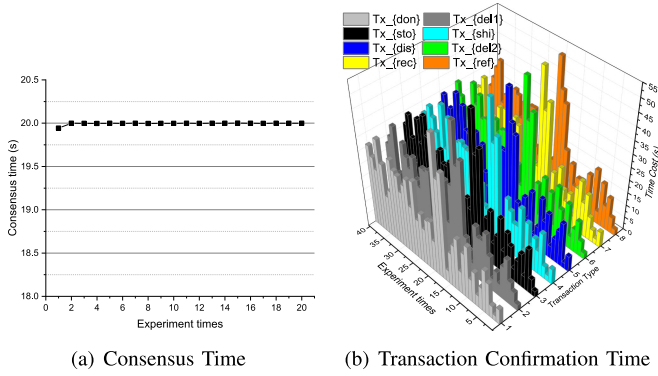 20.5
20.0
19.5
19.0
18.5
18.0
Consensus time (s)
0 2 4 6 8 10 12 14 16 18 20
Experiment times
(a) Consensus Time
Tx_{don} Tx_{del1}
Tx_{sto} Tx_{shi}
Tx_{dis} Tx_{del2}
Tx_{rec} Tx_{ref}
55
50
45
40
35
30
25
20
15
10
5
0
Time Cost (s)
40 35 30 25 20 15 10 5
Experiment times
1 2 3 4 5 6 7 8
Transaction Type
(b) Transaction Confirmation Time